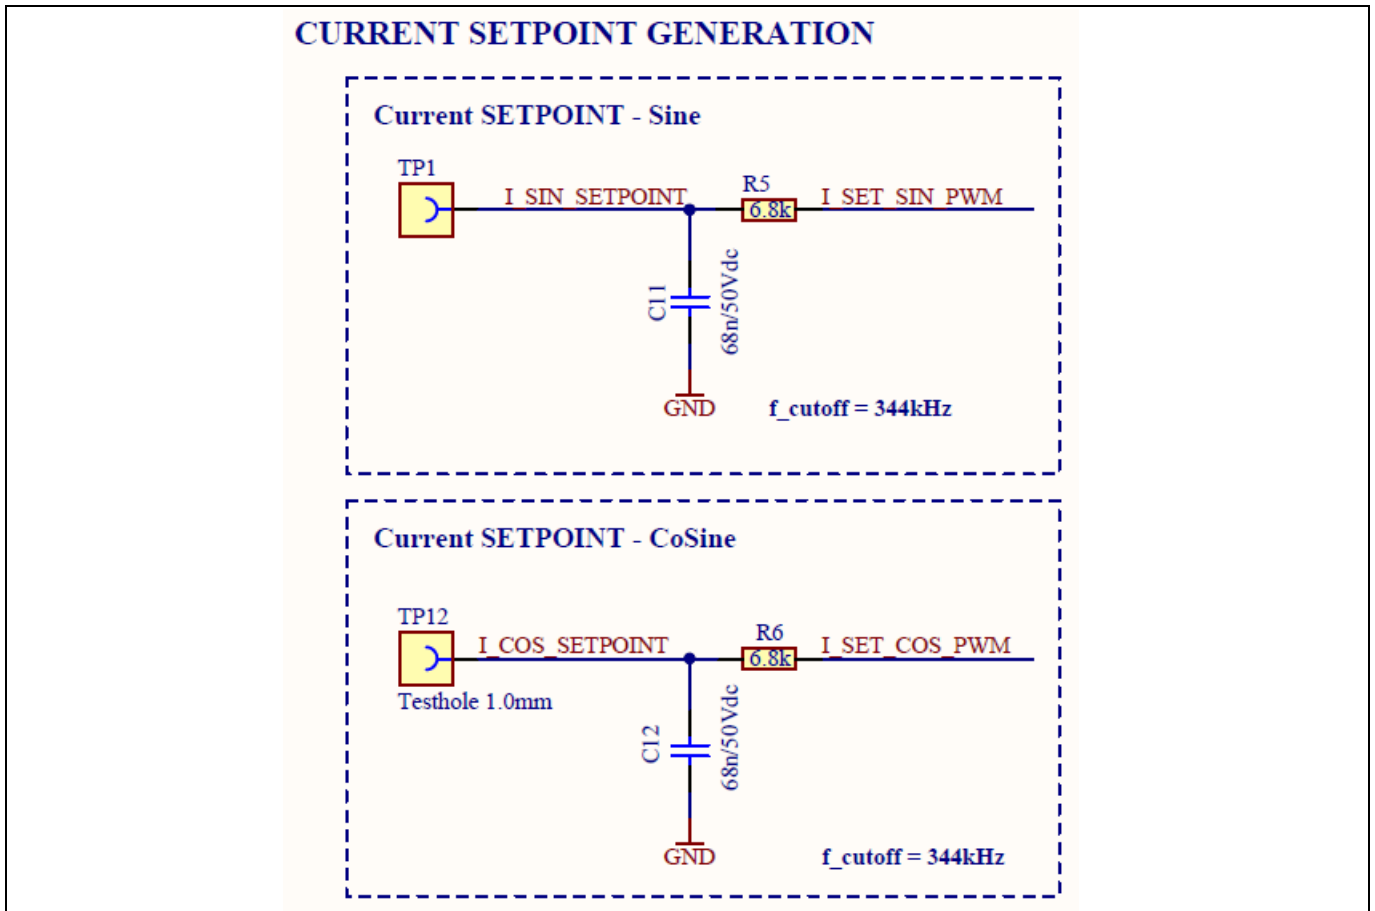 CURRENT SETPOINT GENERATION
Current SETPOINT - Sine
TP1
I_SIN_SETPOINT
R5
6.8k
I_SET_SIN_PWM
C11
68n/50Vdc
GND
f_cutoff = 344kHz
Current SETPOINT - CoSine
TP12
I_COS_SETPOINT
R6
6.8k
I_SET_COS_PWM
Testhole 1.0mm
C12
68n/50Vdc
GND
f_cutoff = 344kHz